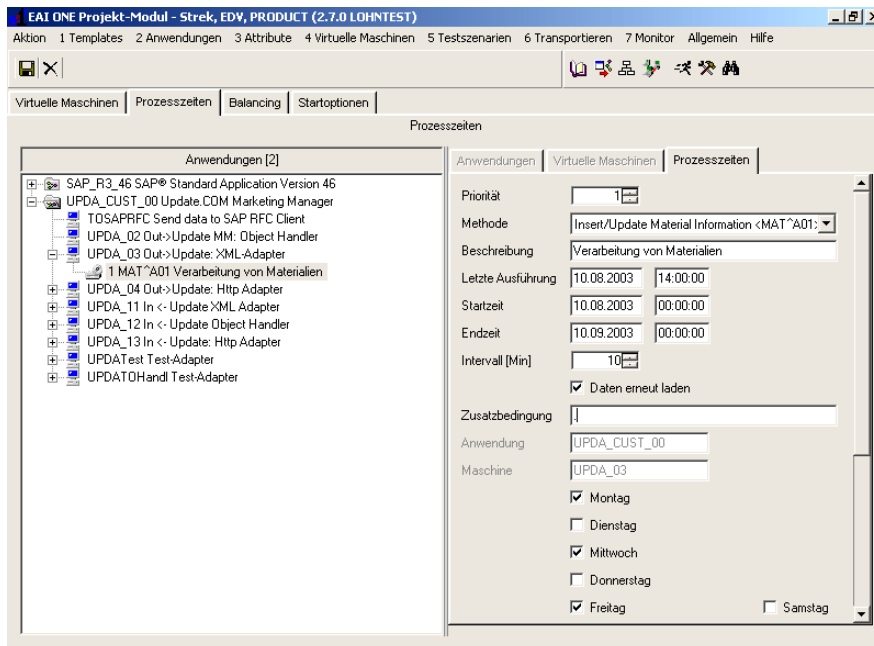 EAI ONE Projekt-Modul - Strek, EDV, PRODUCT (2.7.0 LOHNTEST)
Aktion 1 Templates 2 Anwendungen 3 Attribute 4 Virtuelle Maschinen 5 Testszenarien 6 Transportieren 7 Monitor Allgemein Hilfe
Virtuelle Maschinen Prozesszeiten Balancing Startoptionen
Prozesszeiten
Anwendungen [2]
SAP_R3_46 SAP® Standard Application Version 46
UPDA_CUST_00 Update.COM Marketing Manager
TOSAPRFC Send data to SAP RFC Client
UPDA_02 Out->Update MM: Object Handler
UPDA_03 Out->Update: XML-Adapter
1 MAT^A01 Verarbeitung von Materialien
UPDA_04 Out->Update: Http Adapter
UPDA_11 In <- Update XML Adapter
UPDA_12 In <- Update Object Handler
UPDA_13 In <- Update: Http Adapter
UPDATest Test-Adapter
UPDATOHandl Test-Adapter
Anwendungen Virtuelle Maschinen Prozesszeiten
Priorität 1
Methode Insert/Update Material Information <MAT^A01>
Beschreibung Verarbeitung von Materialien
Letzte Ausführung 10.08.2003 14:00:00
Startzeit 10.08.2003 00:00:00
Endzeit 10.09.2003 00:00:00
Intervall [Min] 10
Daten erneut laden
Zusatzbedingung .
Anwendung UPDA_CUST_00
Maschine UPDA_03
Montag
Dienstag
Mittwoch
Donnerstag
Freitag Samstag